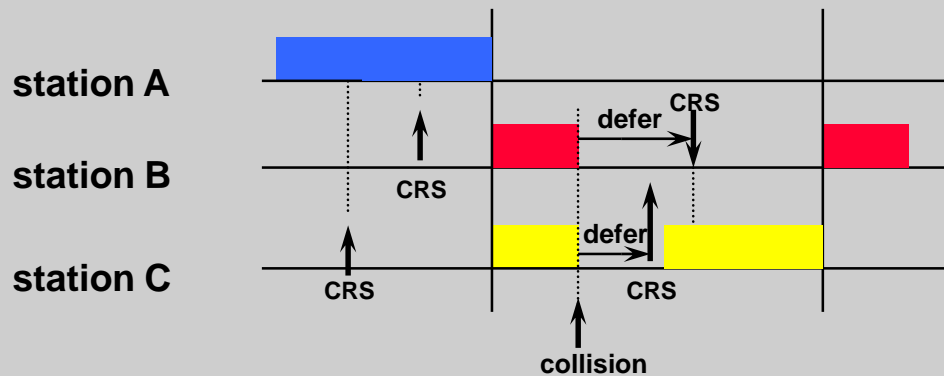 station A
CRS
defer
station B
CRS
defer
station C
CRS
CRS
collision